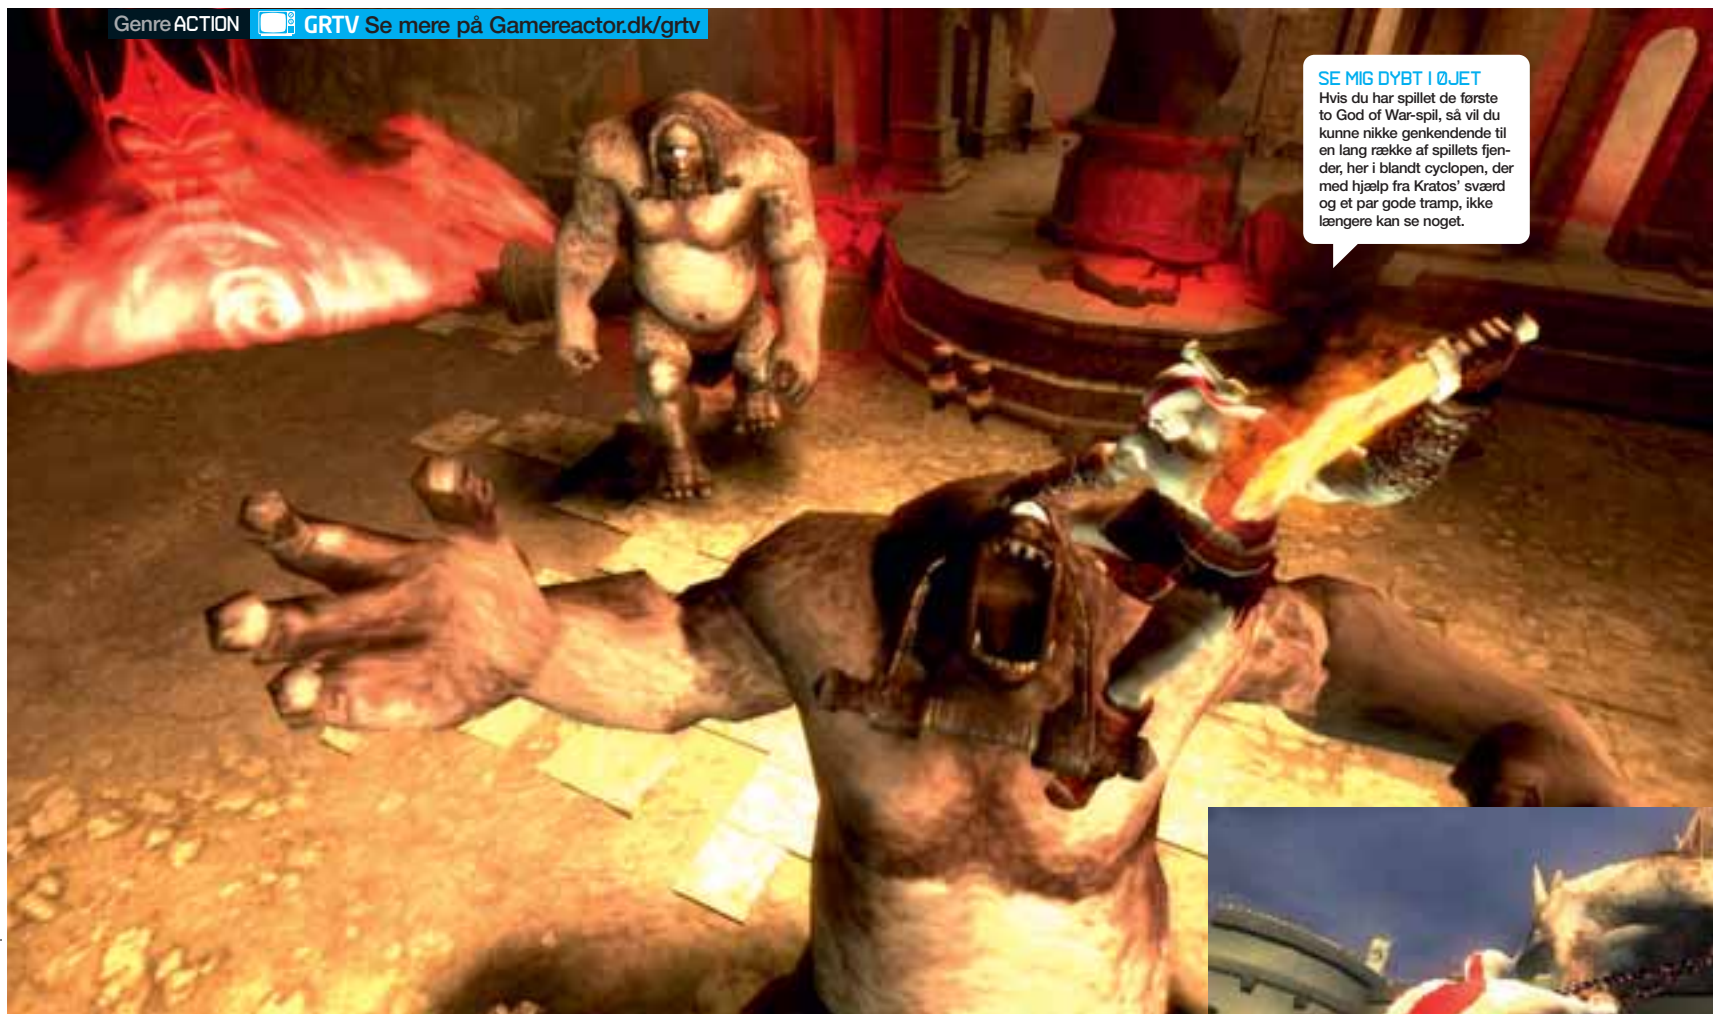 Genre ACTION GRTV Se mere på Gamereactor.dk/grtv
SE MIG DYBT I ØJET
Hvis du har spillet de første
to God of War-spil, så vil du
kunne nikke genkendende til
en lang række af spillets fjen-
der, her i blandt cyclopen, der
med hjælp fra Kratos’ sværd
og et par gode tramp, ikke
længere kan se noget.